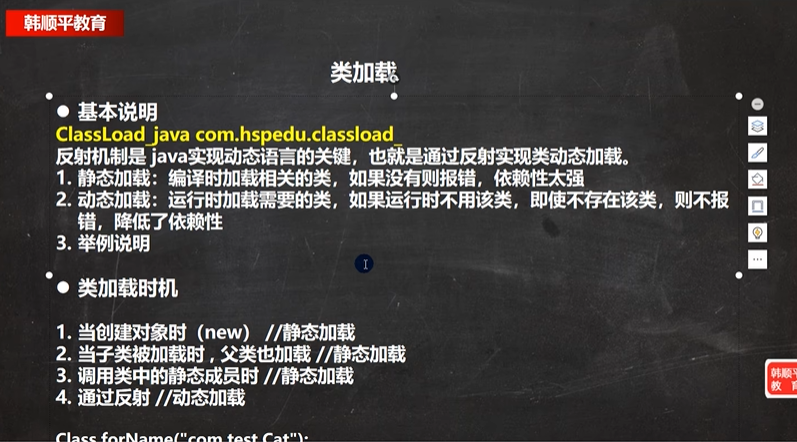 韩顺平教育
类加载
● 基本说明
ClassLoad_.java com.hspedu.classload_
反射机制是 java实现动态语言的关键，也就是通过反射实现类动态加载。
1. 静态加载：编译时加载相关的类，如果没有则报错，依赖性太强
2. 动态加载：运行时加载需要的类，如果运行时不用该类，即使不存在该类，则不报
错，降低了依赖性
3. 举例说明
● 类加载时机
1. 当创建对象时（new） //静态加载
2. 当子类被加载时，父类也加载 //静态加载
3. 调用类中的静态成员时 //静态加载
4. 通过反射 //动态加载
Class.forName("com.test.Cat");
韩顺平
教 育